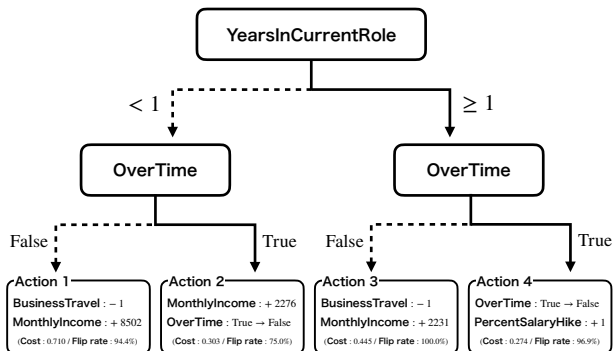 YearsInCurrentRole
< 1
≥ 1
OverTime
OverTime
False
True
False
True
Action 1
BusinessTravel : − 1
MonthlyIncome : + 8502
(Cost : 0.710 / Flip rate : 94.4%)
Action 2
MonthlyIncome : + 2276
OverTime : True → False
(Cost : 0.303 / Flip rate : 75.0%)
Action 3
BusinessTravel : − 1
MonthlyIncome : + 2231
(Cost : 0.445 / Flip rate : 100.0%)
Action 4
OverTime : True → False
PercentSalaryHike : + 1
(Cost : 0.274 / Flip rate : 96.9%)